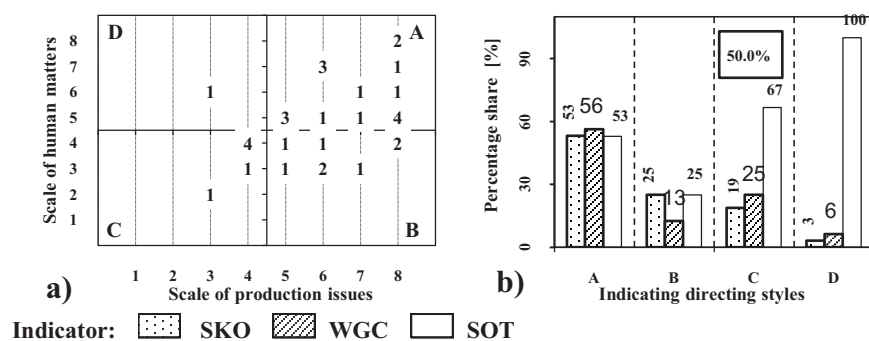 D A
8 2
7 3 1
6 1 1 1
5 3 1 1 4
4 4 1 1 2
3 1 1 2 1
2 1
1
C B
1 2 3 4 5 6 7 8
Scale of human matters
Scale of production issues
a)
Percentage share [%]
0 30 60 90
50.0%
53 56 53
25 13 25
19 25 67
3 6 100
A B C D
Indicating directing styles
b)
Indicator: SKO WGC SOT